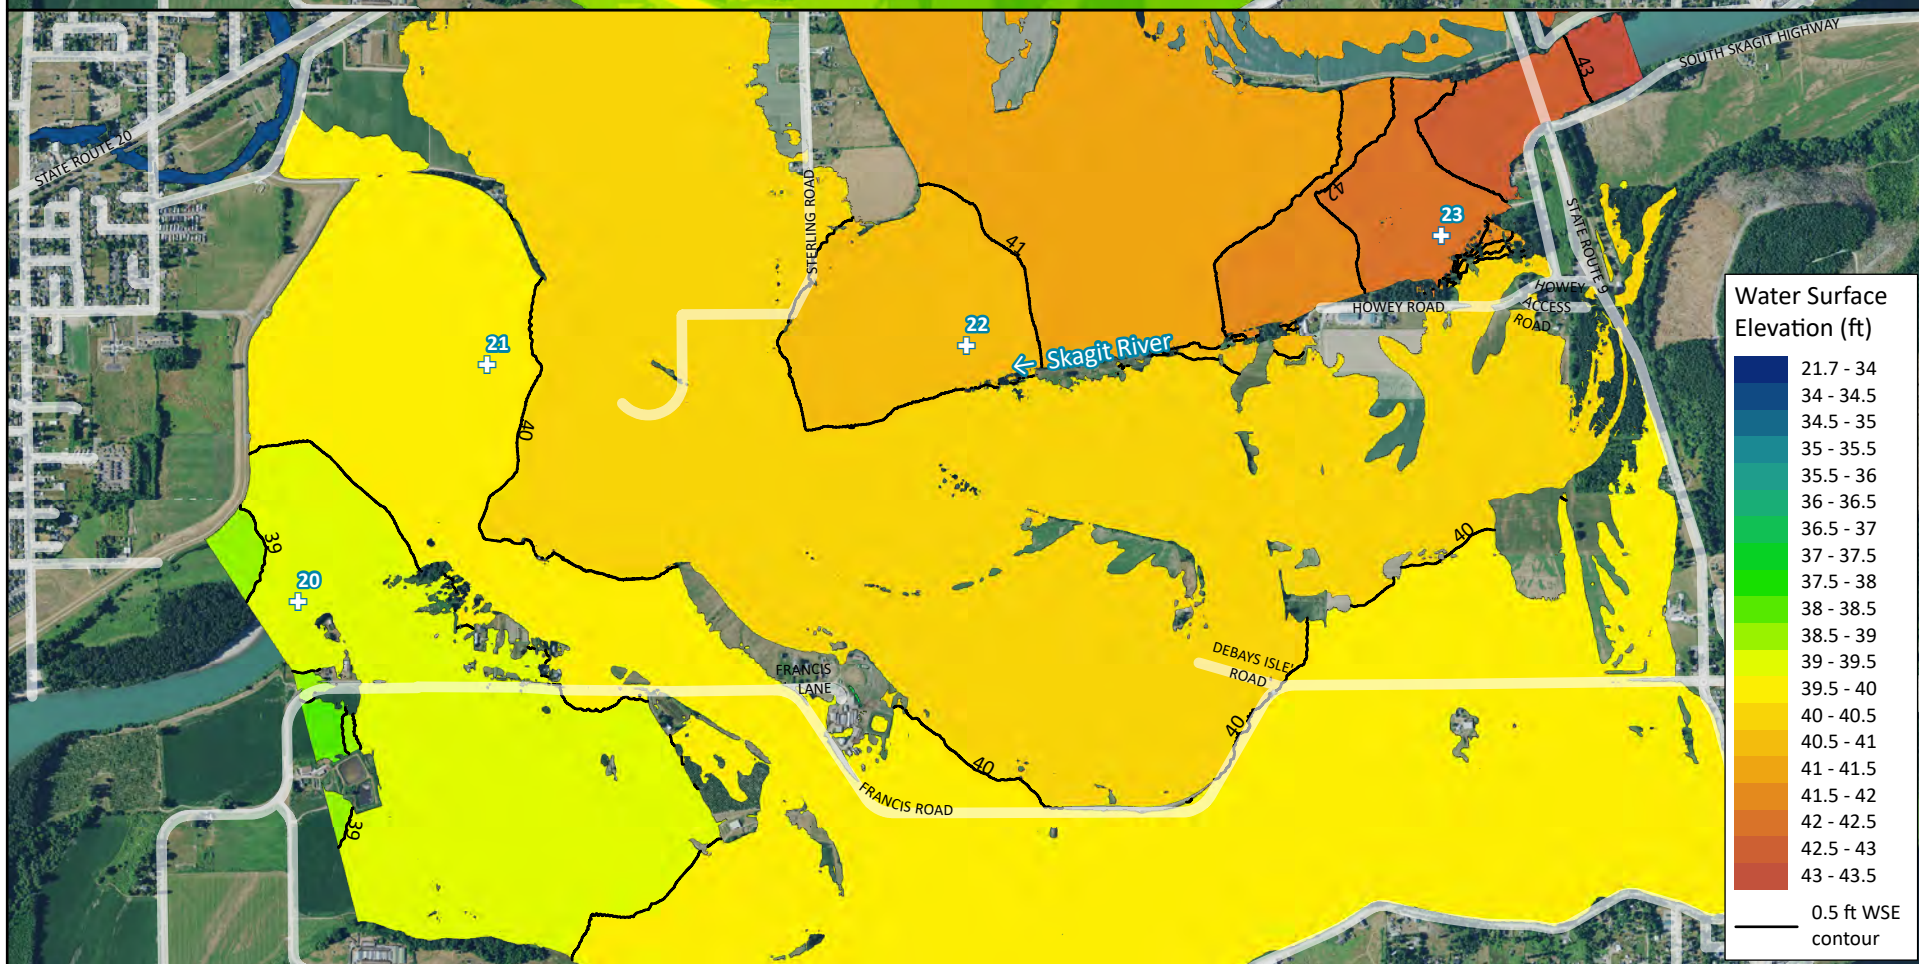 SOUTH SKAGIT HIGHWAY
43
STATE ROUTE 20
STERLING ROAD
42
23
STATE ROUTE 9
41
HOWEY
ACCESS
ROAD
HOWEY ROAD
22
← Skagit River
21
40
40
39
20
DEBAYS ISLE
ROAD
FRANCIS
LANE
40
40
FRANCIS ROAD
39
Water Surface
Elevation (ft)
21.7 - 34
34 - 34.5
34.5 - 35
35 - 35.5
35.5 - 36
36 - 36.5
36.5 - 37
37 - 37.5
37.5 - 38
38 - 38.5
38.5 - 39
39 - 39.5
39.5 - 40
40 - 40.5
40.5 - 41
41 - 41.5
41.5 - 42
42 - 42.5
42.5 - 43
43 - 43.5
0.5 ft WSE
contour